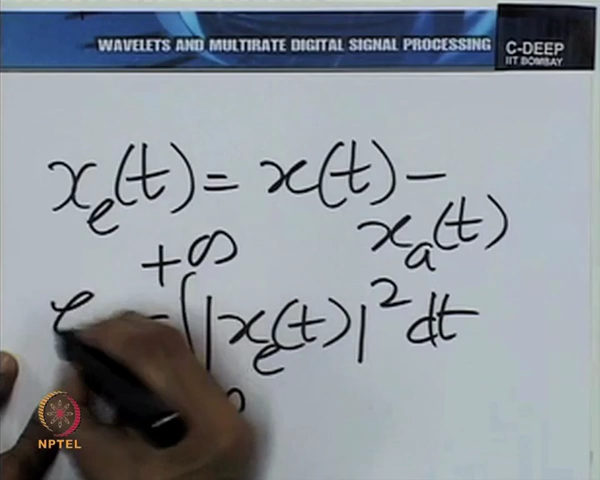 WAVELETS AND MULTIRATE DIGITAL SIGNAL PROCESSING
C-DEEP
IIT BOMBAY
x_e(t) = x(t) -
x_a(t)
+∞
= ∫ |x_e(t)|² dt
NPTEL